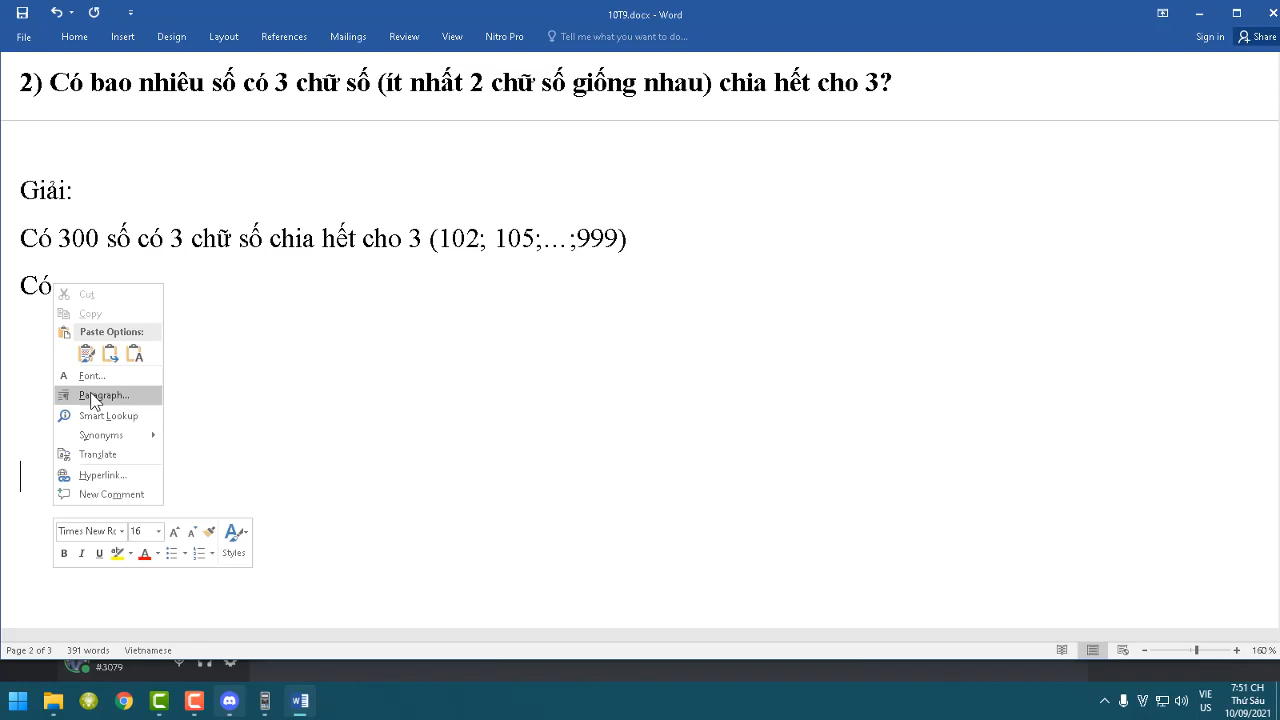 10T9.docx - Word
File Home Insert Design Layout References Mailings Review View Nitro Pro Tell me what you want to do... Sign in Share
2) Có bao nhiêu số có 3 chữ số (ít nhất 2 chữ số giống nhau) chia hết cho 3?
Giải:
Có 300 số có 3 chữ số chia hết cho 3 (102; 105;…;999)
Có
Cut
Copy
Paste Options:
Font...
Paragraph...
Smart Lookup
Synonyms
Translate
Hyperlink...
New Comment
Times New Rc 16
B I U ab A Styles
Page 2 of 3 391 words Vietnamese 160 %
#3079
VIE
US
7:51 CH
Thứ Sáu
10/09/2021